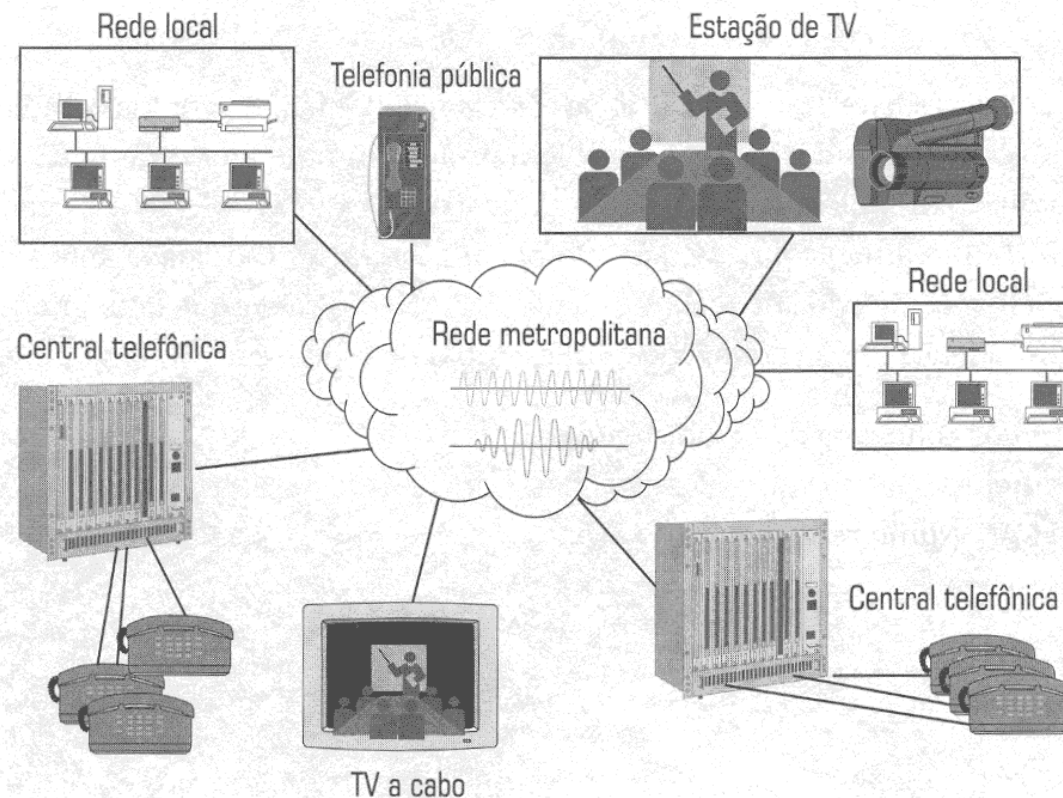 Rede local
Estação de TV
Telefonia pública
Rede local
Rede metropolitana
Central telefônica
Central telefônica
TV a cabo